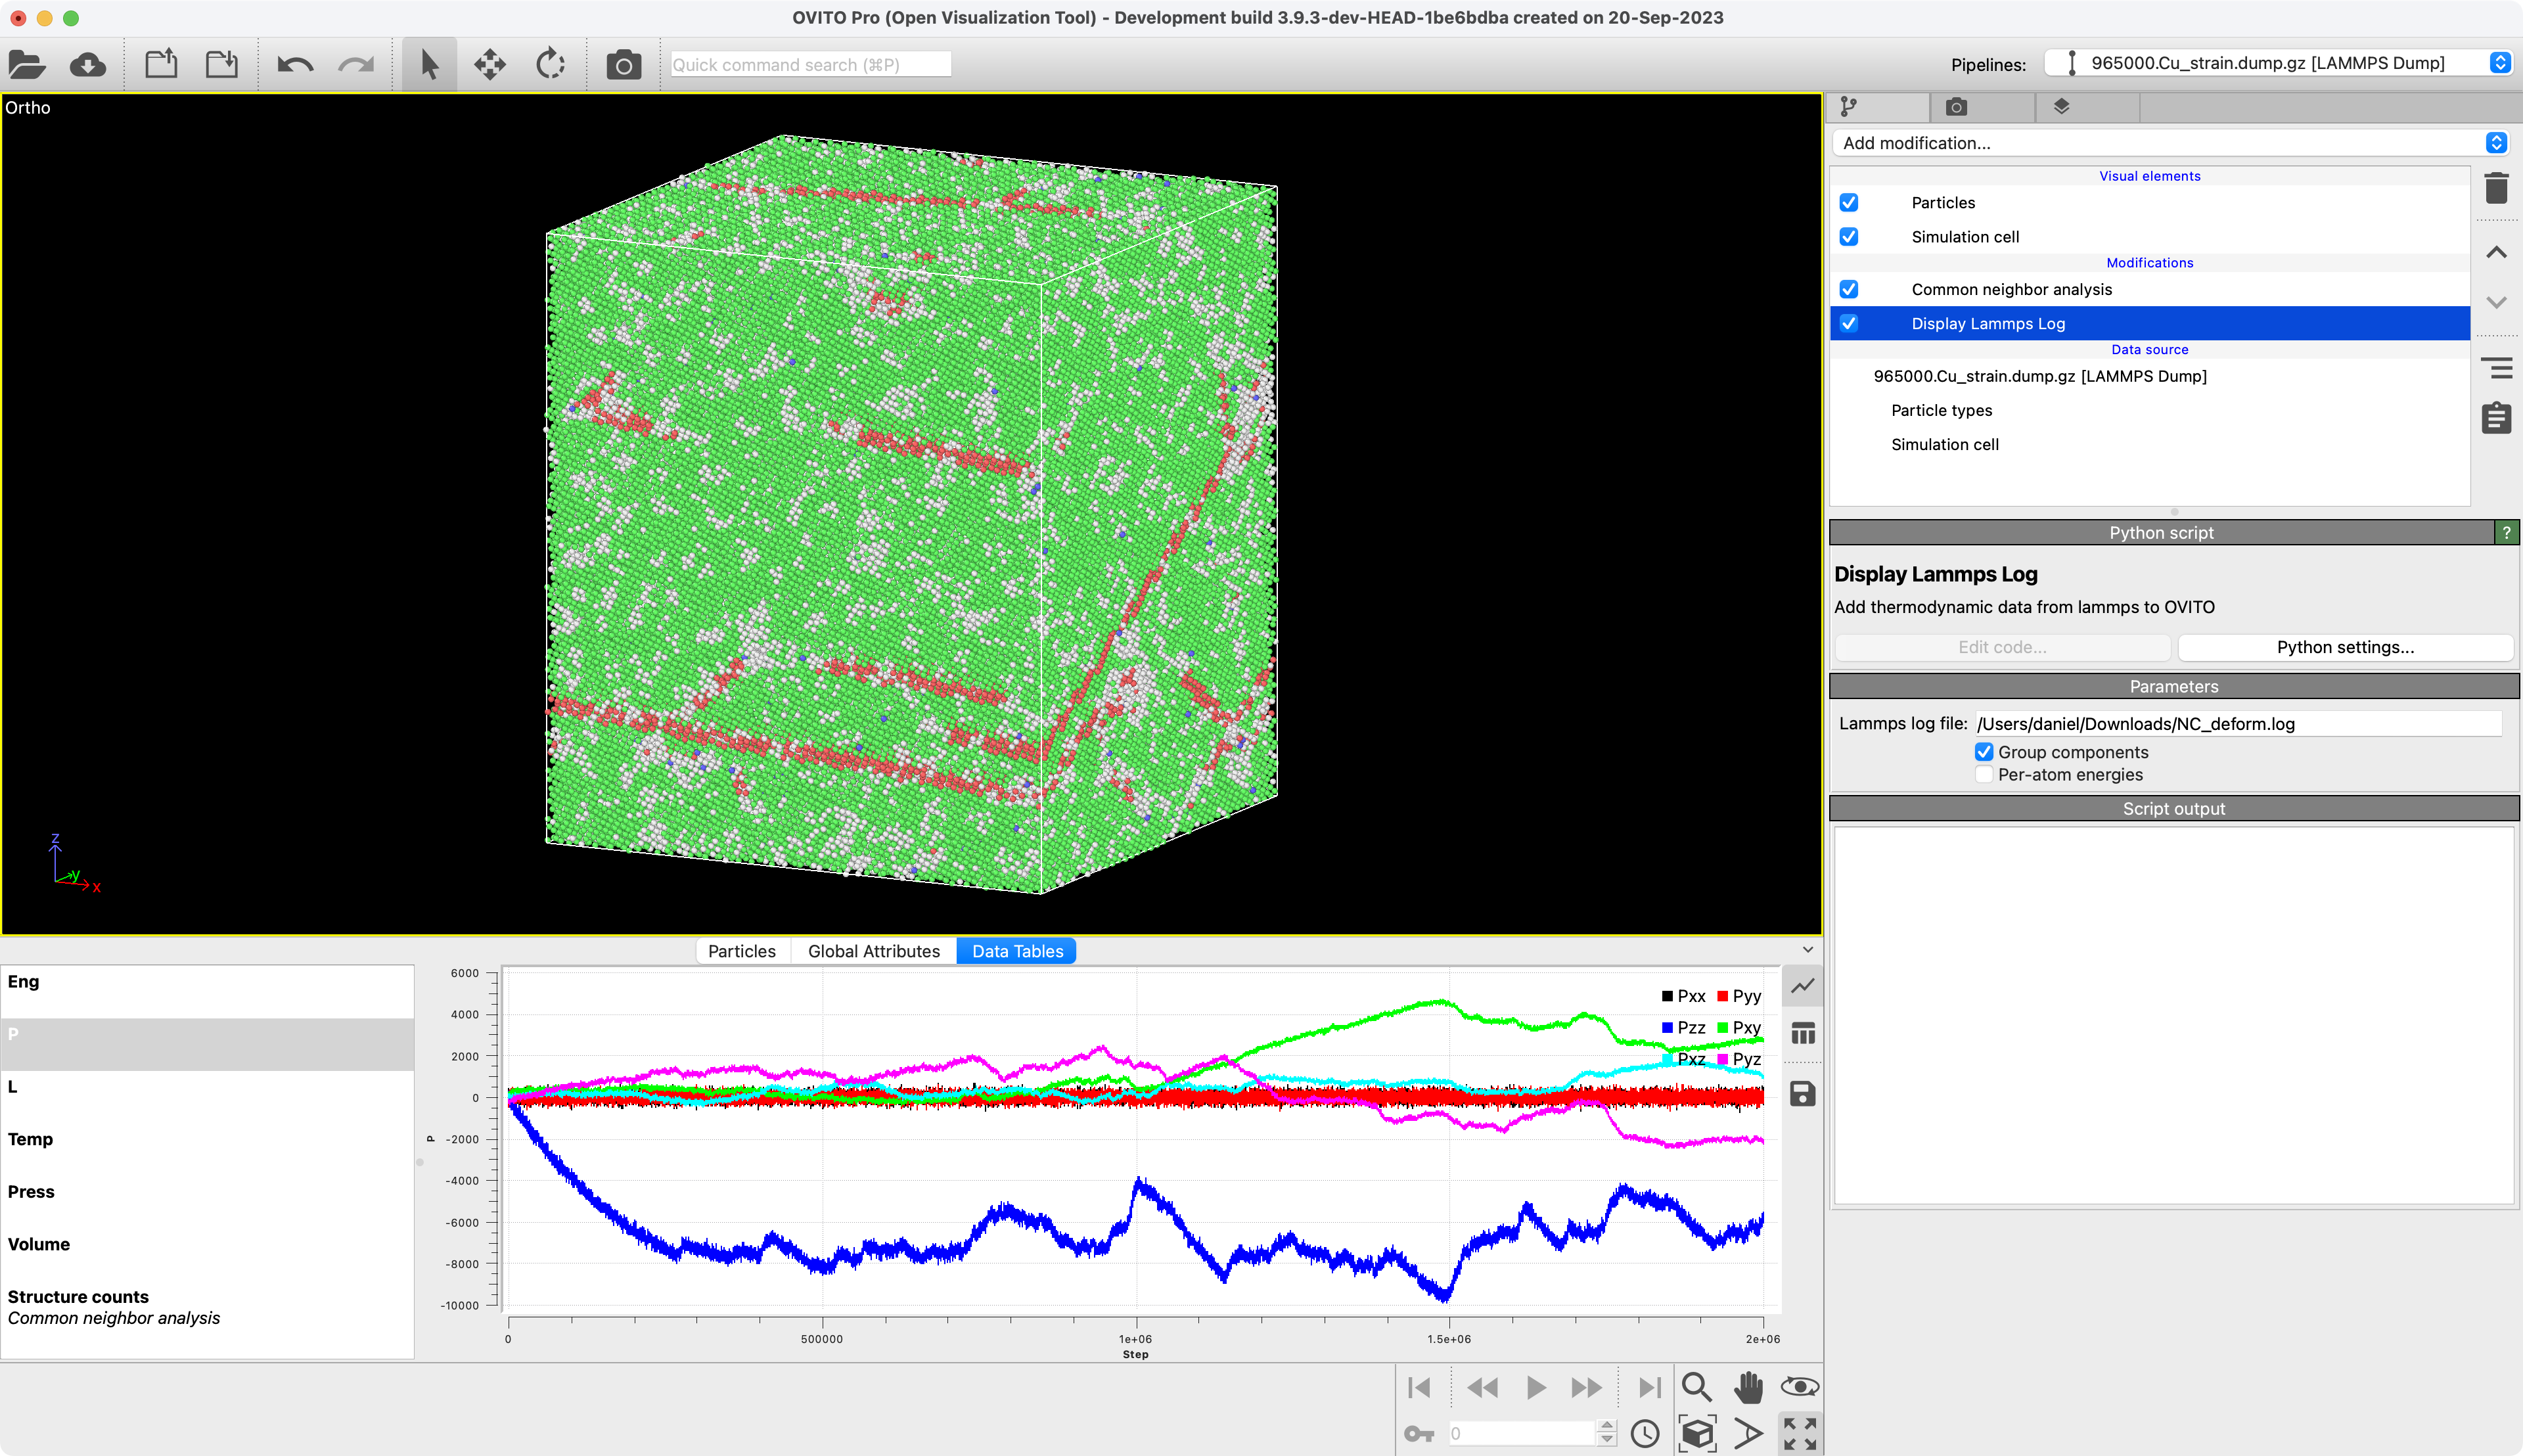 OVITO Pro (Open Visualization Tool) - Development build 3.9.3-dev-HEAD-1be6bdba created on 20-Sep-2023
Quick command search (⌘P)
Pipelines:
965000.Cu_strain.dump.gz [LAMMPS Dump]
Ortho
z
y
x
Add modification...
Visual elements
Particles
Simulation cell
Modifications
Common neighbor analysis
Display Lammps Log
Data source
965000.Cu_strain.dump.gz [LAMMPS Dump]
Particle types
Simulation cell
Python script
?
Display Lammps Log
Add thermodynamic data from lammps to OVITO
Edit code...
Python settings...
Parameters
Lammps log file: /Users/daniel/Downloads/NC_deform.log
Group components
Per-atom energies
Script output
Particles
Global Attributes
Data Tables
Eng
P
L
Temp
Press
Volume
Structure counts
Common neighbor analysis
6000
4000
2000
0
-2000
-4000
-6000
-8000
-10000
P
Pxx Pyy
Pzz Pxy
Pxz Pyz
0
500000
1e+06
1.5e+06
2e+06
Step
0